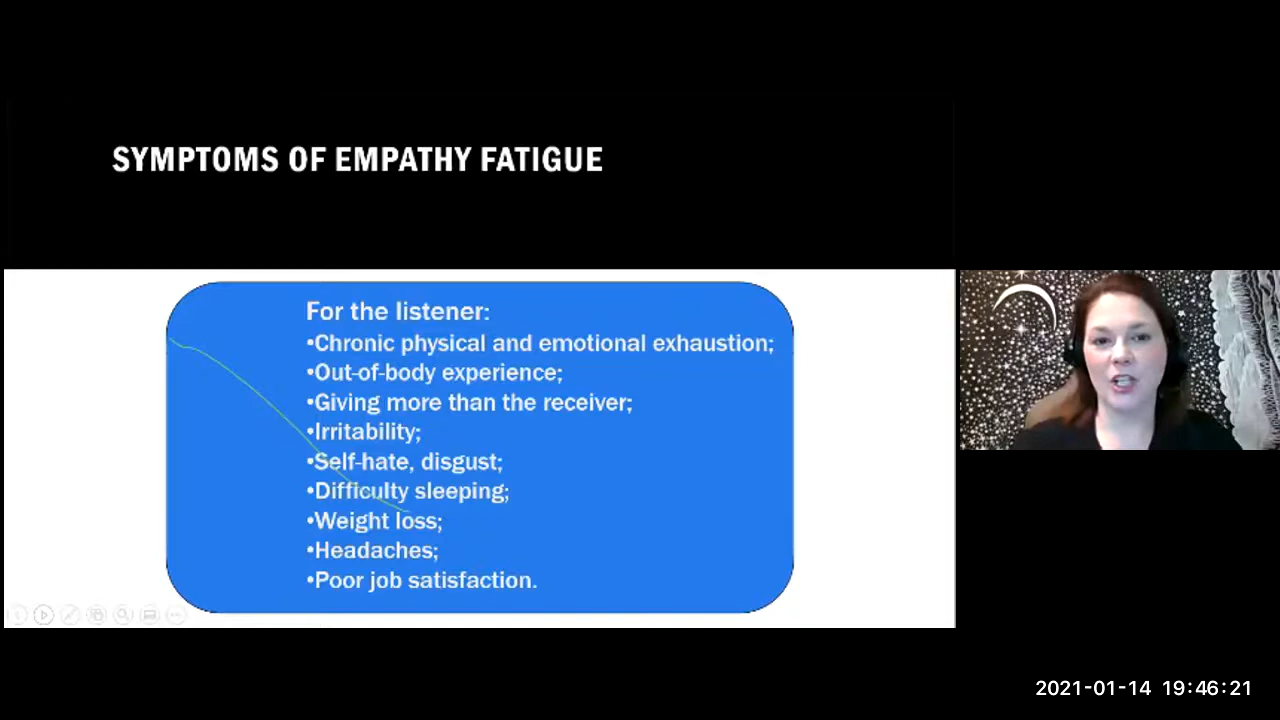 SYMPTOMS OF EMPATHY FATIGUE
For the listener:
•Chronic physical and emotional exhaustion;
•Out-of-body experience;
•Giving more than the receiver;
•Irritability;
•Self-hate, disgust;
•Difficulty sleeping;
•Weight loss;
•Headaches;
•Poor job satisfaction.
2021-01-14 19:46:21